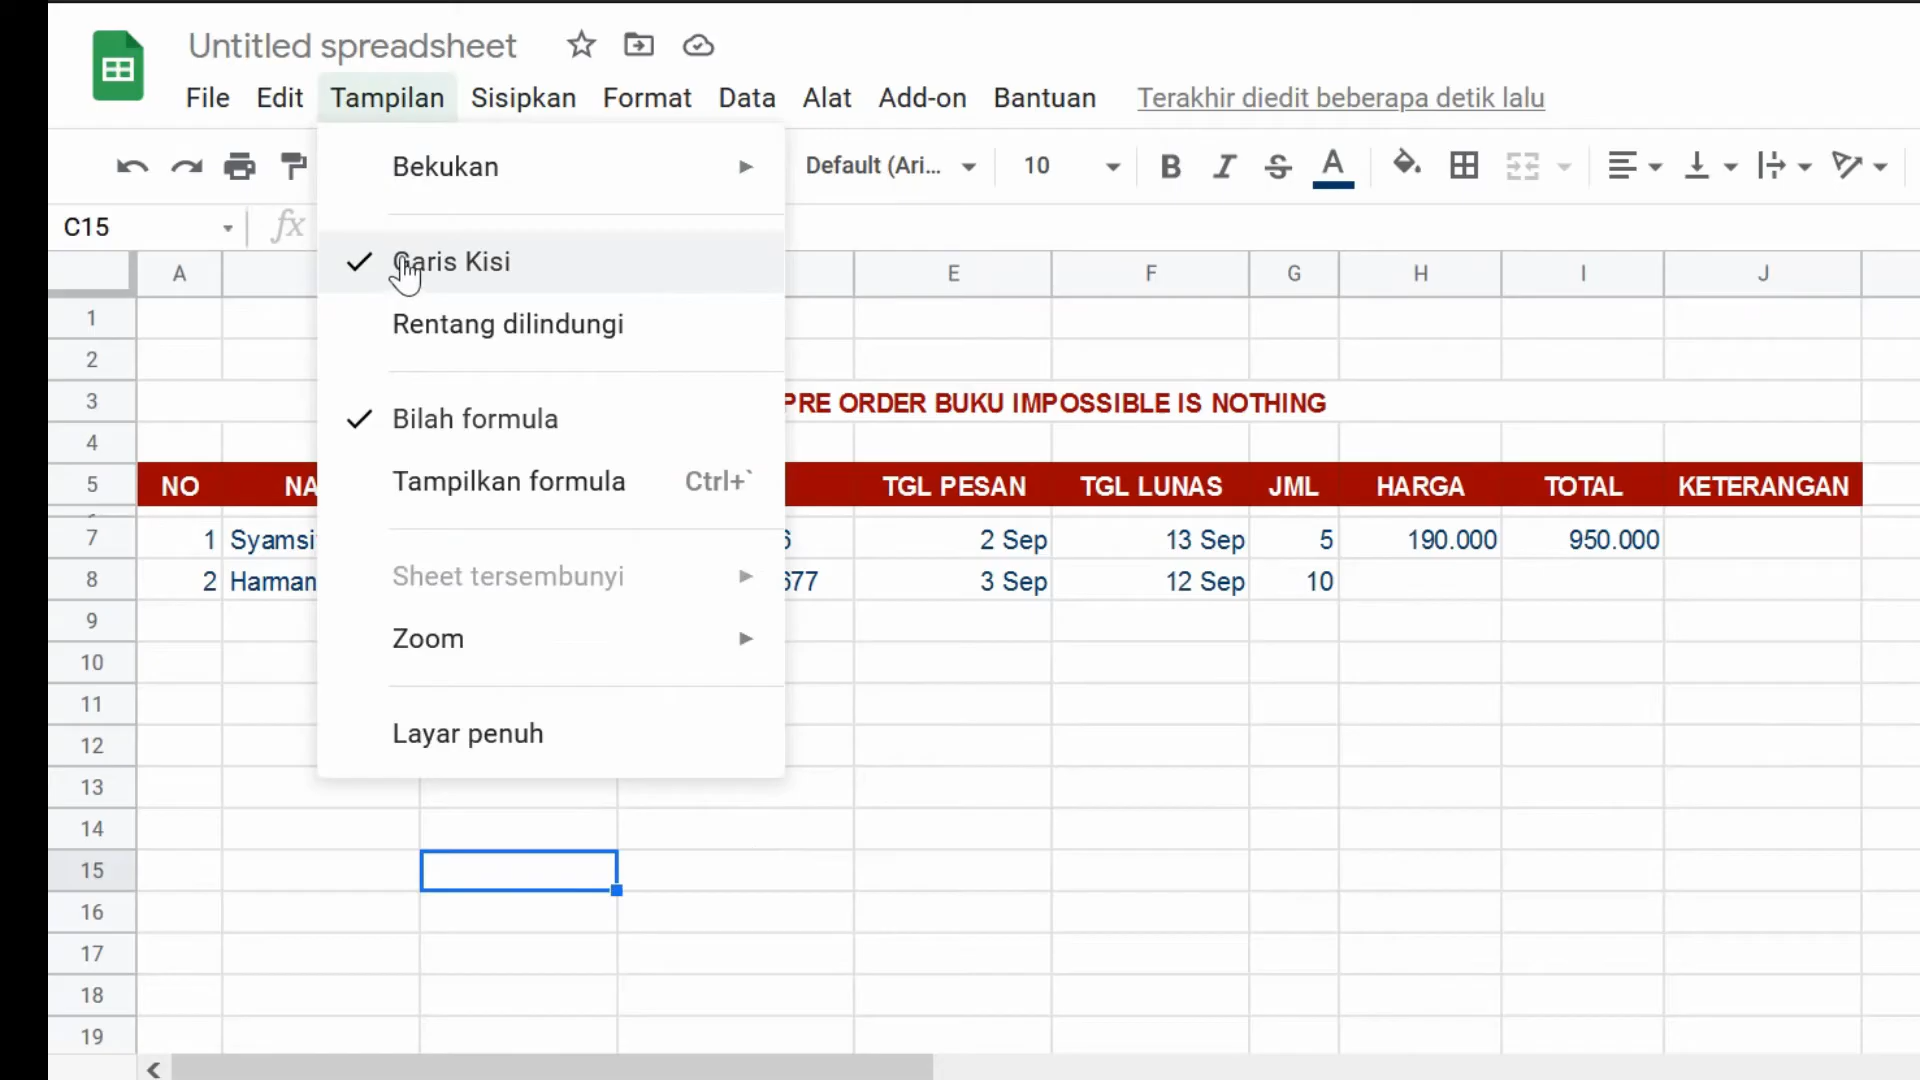 Untitled spreadsheet
File Edit Tampilan Sisipkan Format Data Alat Add-on Bantuan Terakhir diedit beberapa detik lalu
Bekukan
Default (Ari... 10
C15
Garis Kisi
A E F G H I J
Rentang dilindungi
1
2
3 PRE ORDER BUKU IMPOSSIBLE IS NOTHING
Bilah formula
4
Tampilkan formula Ctrl+`
5 NO NA TGL PESAN TGL LUNAS JML HARGA TOTAL KETERANGAN
7 1 Syamsi 6 2 Sep 13 Sep 5 190.000 950.000
Sheet tersembunyi
8 2 Harman 677 3 Sep 12 Sep 10
9
Zoom
10
11
Layar penuh
12
13
14
15
16
17
18
19